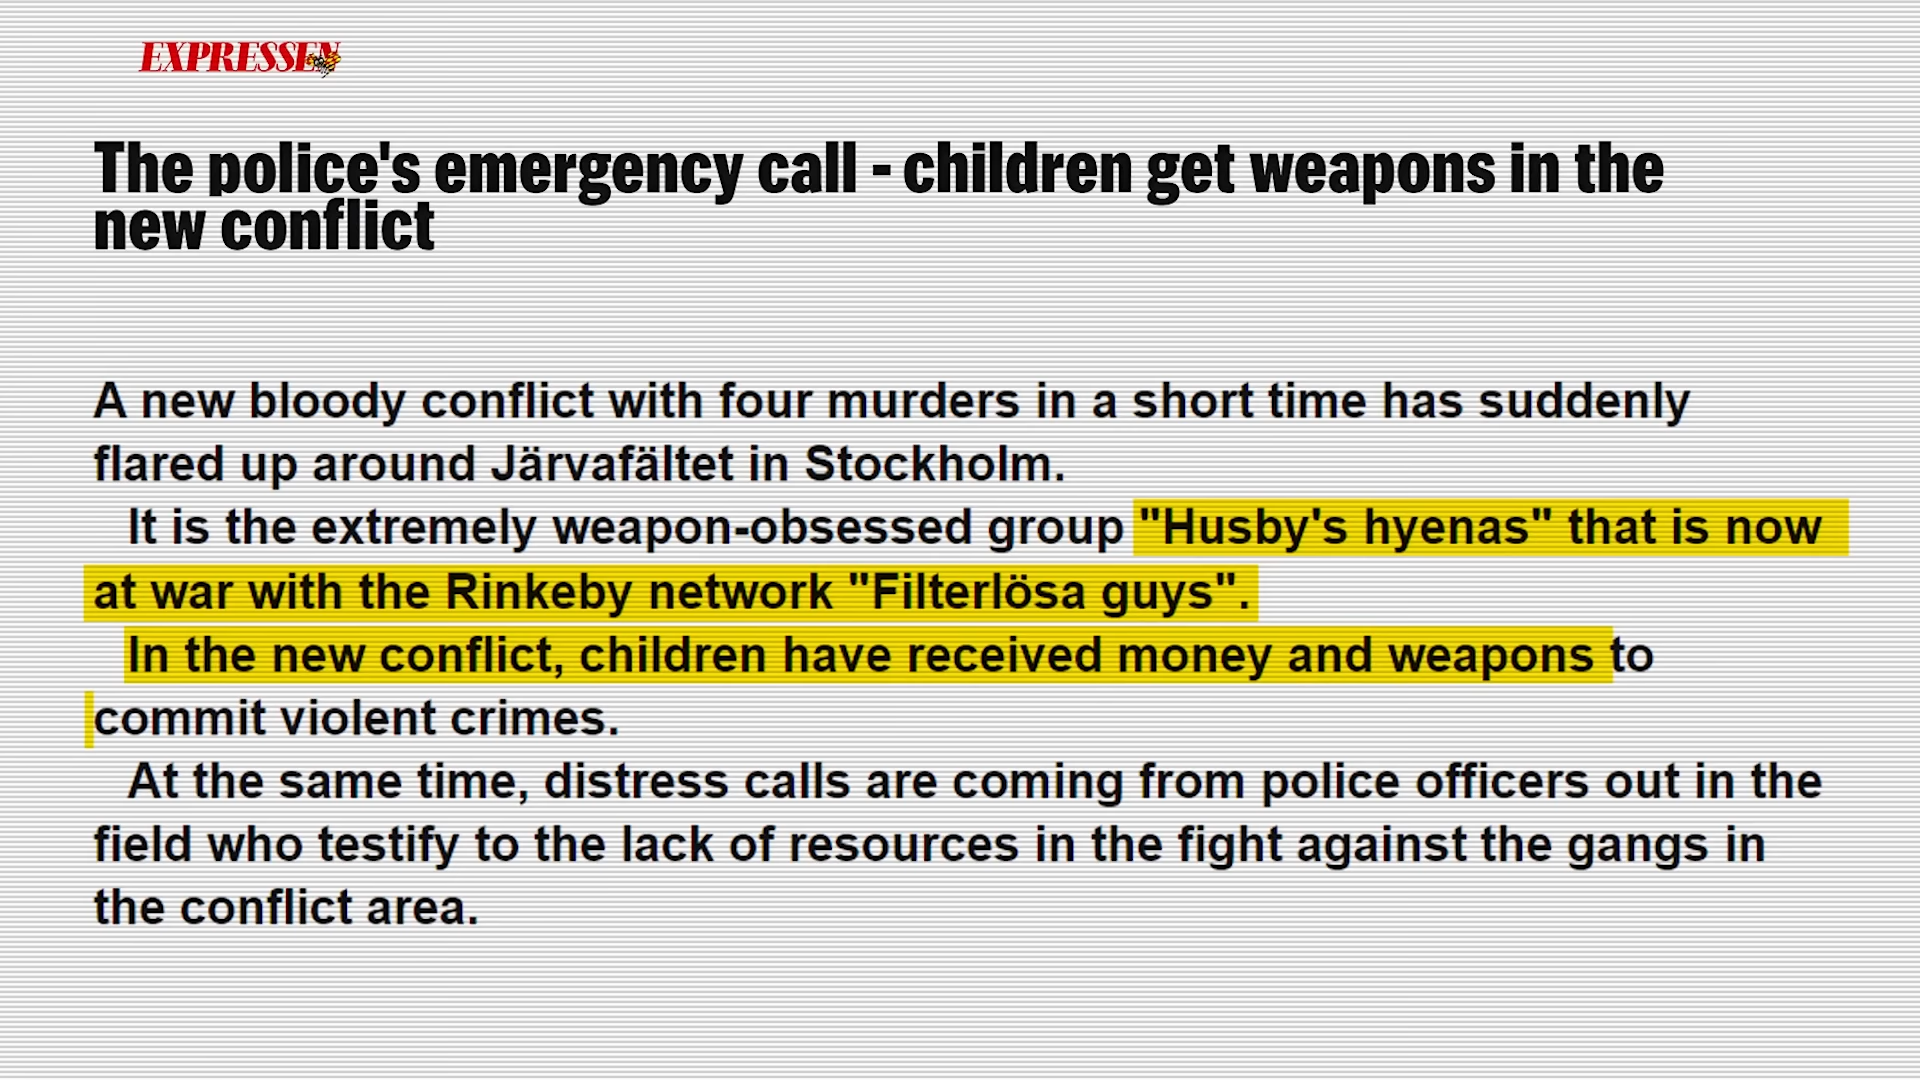 EXPRESSEN
The police's emergency call - children get weapons in the
new conflict
A new bloody conflict with four murders in a short time has suddenly
flared up around Järvafältet in Stockholm.
It is the extremely weapon-obsessed group "Husby's hyenas" that is now
at war with the Rinkeby network "Filterlösa guys".
In the new conflict, children have received money and weapons to
commit violent crimes.
At the same time, distress calls are coming from police officers out in the
field who testify to the lack of resources in the fight against the gangs in
the conflict area.